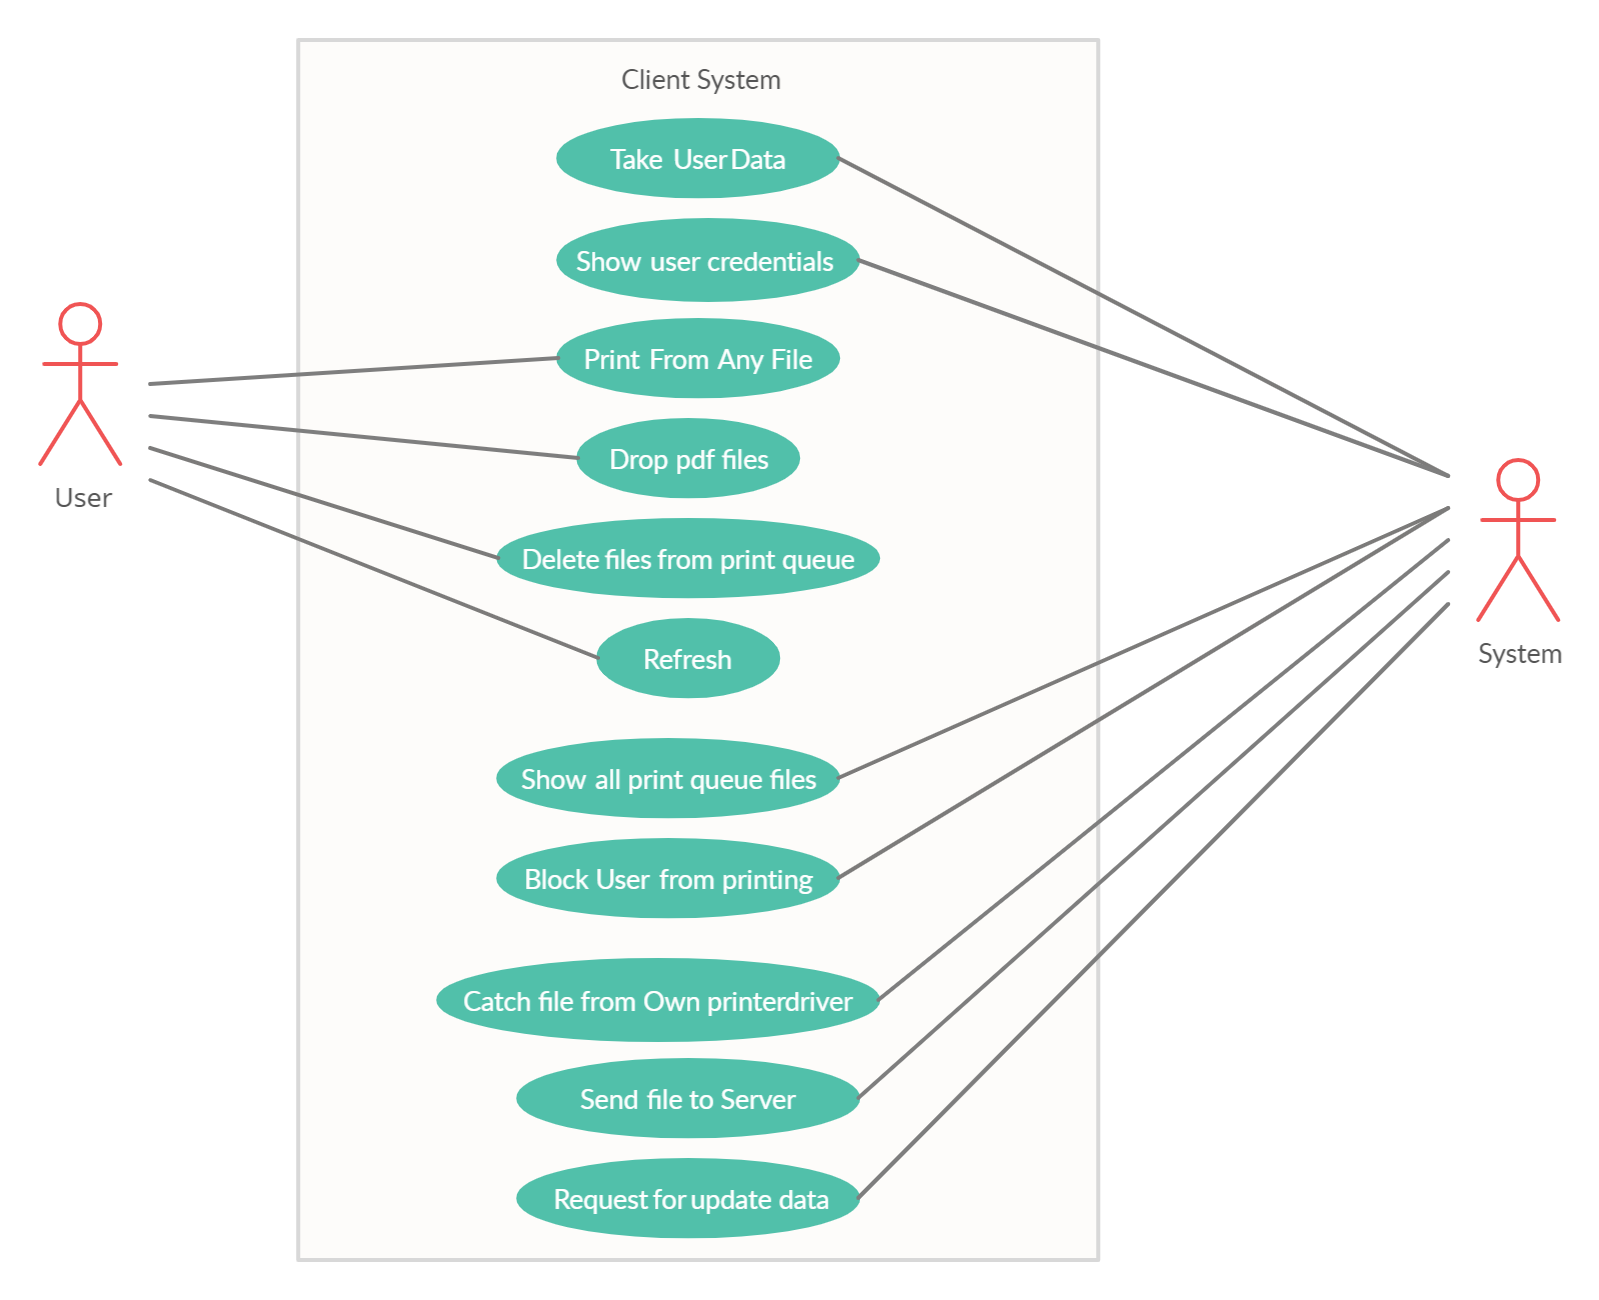 Client System
Take User Data
Show user credentials
Print From Any File
Drop pdf files
User
Delete files from print queue
Refresh
System
Show all print queue files
Block User from printing
Catch file from Own printerdriver
Send file to Server
Request for update data